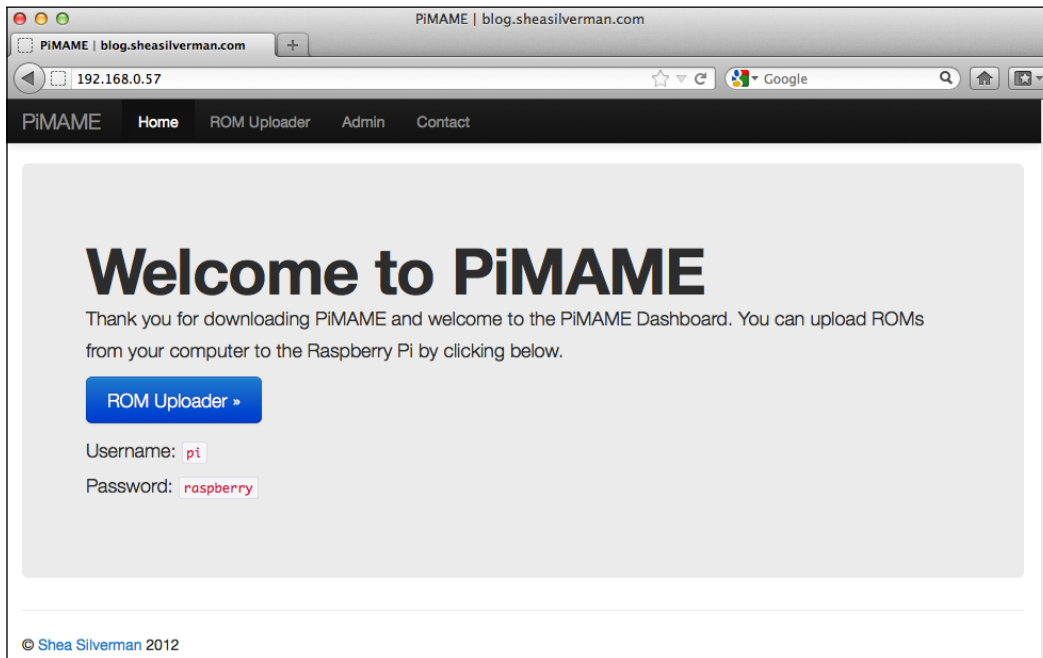 PiMAME | blog.sheasilverman.com
PiMAME | blog.sheasilverman.com
192.168.0.57
Google
PiMAME Home ROM Uploader Admin Contact
Welcome to PiMAME
Thank you for downloading PiMAME and welcome to the PiMAME Dashboard. You can upload ROMs
from your computer to the Raspberry Pi by clicking below.
ROM Uploader »
Username: pi
Password: raspberry
© Shea Silverman 2012